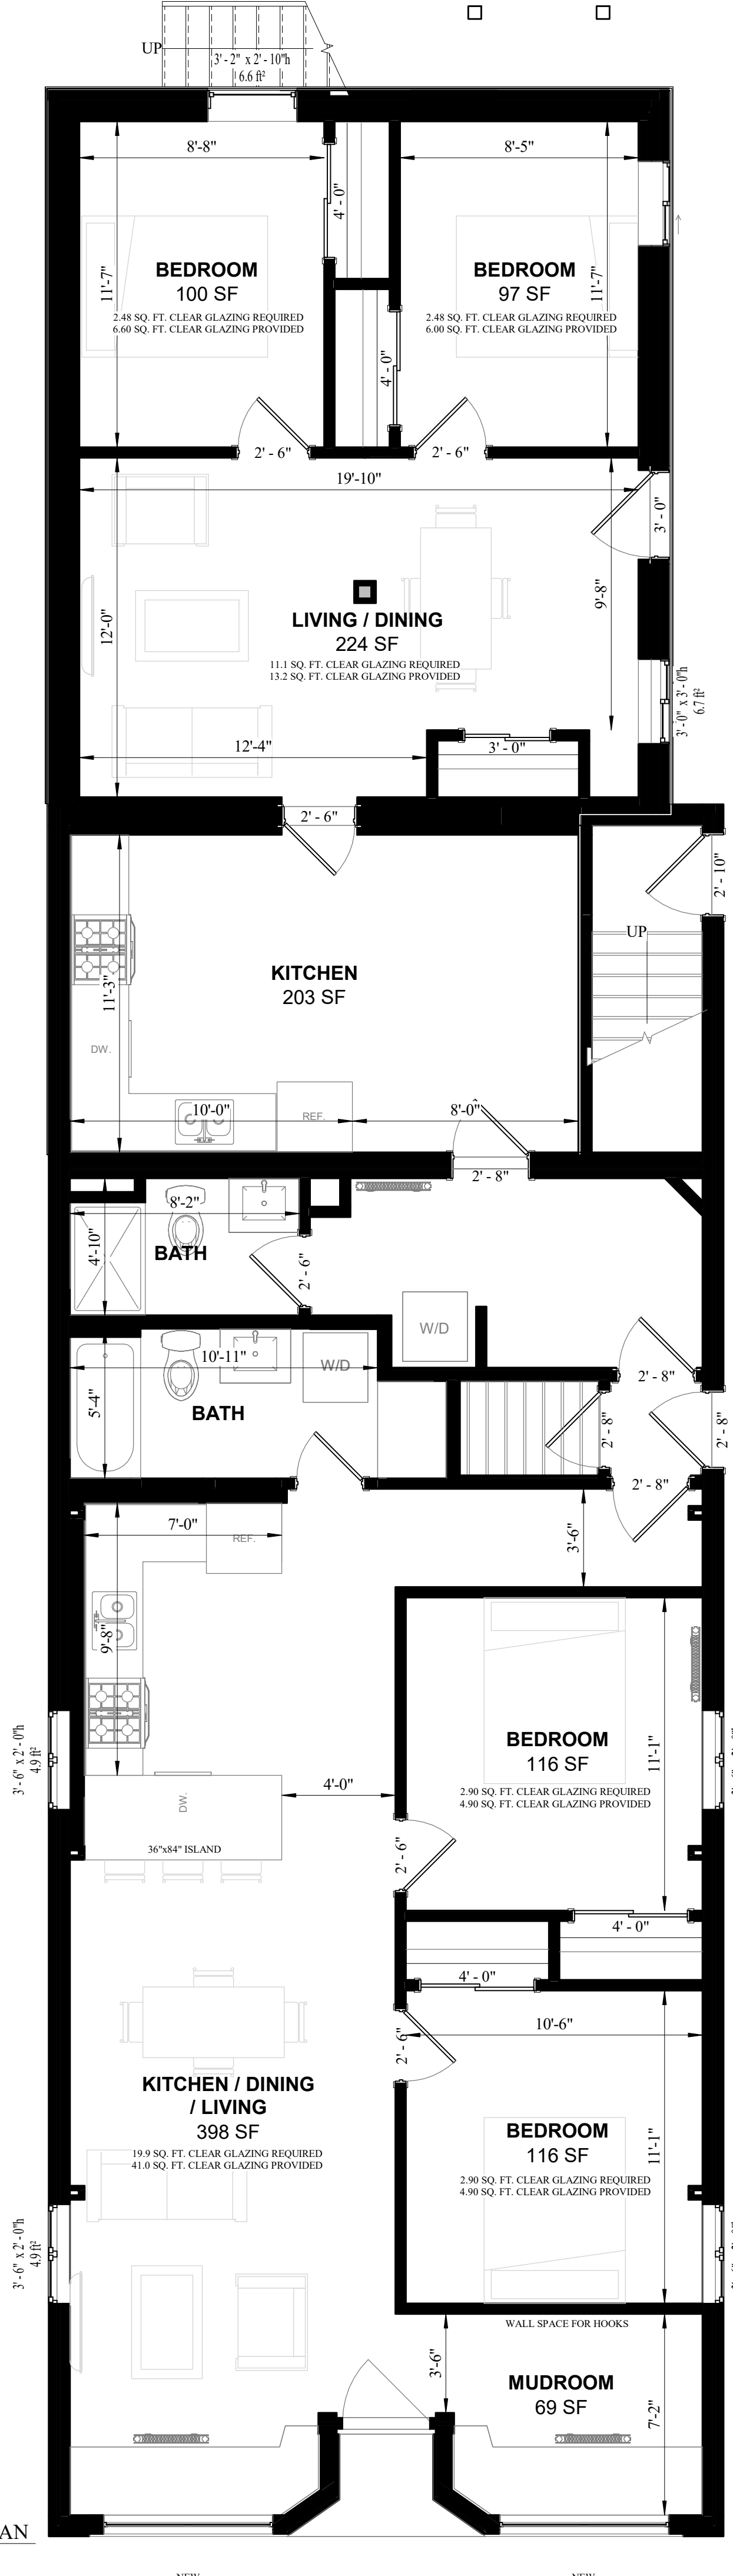 UP
3' - 2" x 2' - 10"h
6.6 ft²
8'-8"
8'-5"
4' - 0"
BEDROOM
100 SF
2.48 SQ. FT. CLEAR GLAZING REQUIRED
6.60 SQ. FT. CLEAR GLAZING PROVIDED
11'-7"
BEDROOM
97 SF
2.48 SQ. FT. CLEAR GLAZING REQUIRED
6.00 SQ. FT. CLEAR GLAZING PROVIDED
11'-7"
4' - 0"
2' - 6"
2' - 6"
19'-10"
3' - 0"
12'-0"
9'-8"
LIVING / DINING
224 SF
11.1 SQ. FT. CLEAR GLAZING REQUIRED
13.2 SQ. FT. CLEAR GLAZING PROVIDED
3' - 0" x 3' - 0"h
6.7 ft²
12'-4"
3' - 0"
2' - 6"
2' - 10"
UP
KITCHEN
203 SF
11'-3"
DW.
10'-0"
REF.
8'-0"
2' - 8"
8'-2"
4'-10"
BATH
2' - 6"
W/D
10'-11"
W/D
5'-4"
BATH
2' - 8"
2' - 8"
2' - 8"
2' - 8"
7'-0"
REF.
3'-6"
9'-8"
3' - 6" x 2' - 0"h
4.9 ft²
BEDROOM
116 SF
2.90 SQ. FT. CLEAR GLAZING REQUIRED
4.90 SQ. FT. CLEAR GLAZING PROVIDED
11'-1"
4'-0"
DW.
36"x84" ISLAND
2' - 6"
4' - 0"
4' - 0"
10'-6"
2' - 6"
KITCHEN / DINING
/ LIVING
398 SF
19.9 SQ. FT. CLEAR GLAZING REQUIRED
41.0 SQ. FT. CLEAR GLAZING PROVIDED
BEDROOM
116 SF
2.90 SQ. FT. CLEAR GLAZING REQUIRED
4.90 SQ. FT. CLEAR GLAZING PROVIDED
11'-1"
3' - 6" x 2' - 0"h
4.9 ft²
WALL SPACE FOR HOOKS
3'-6"
MUDROOM
69 SF
7'-2"
AN